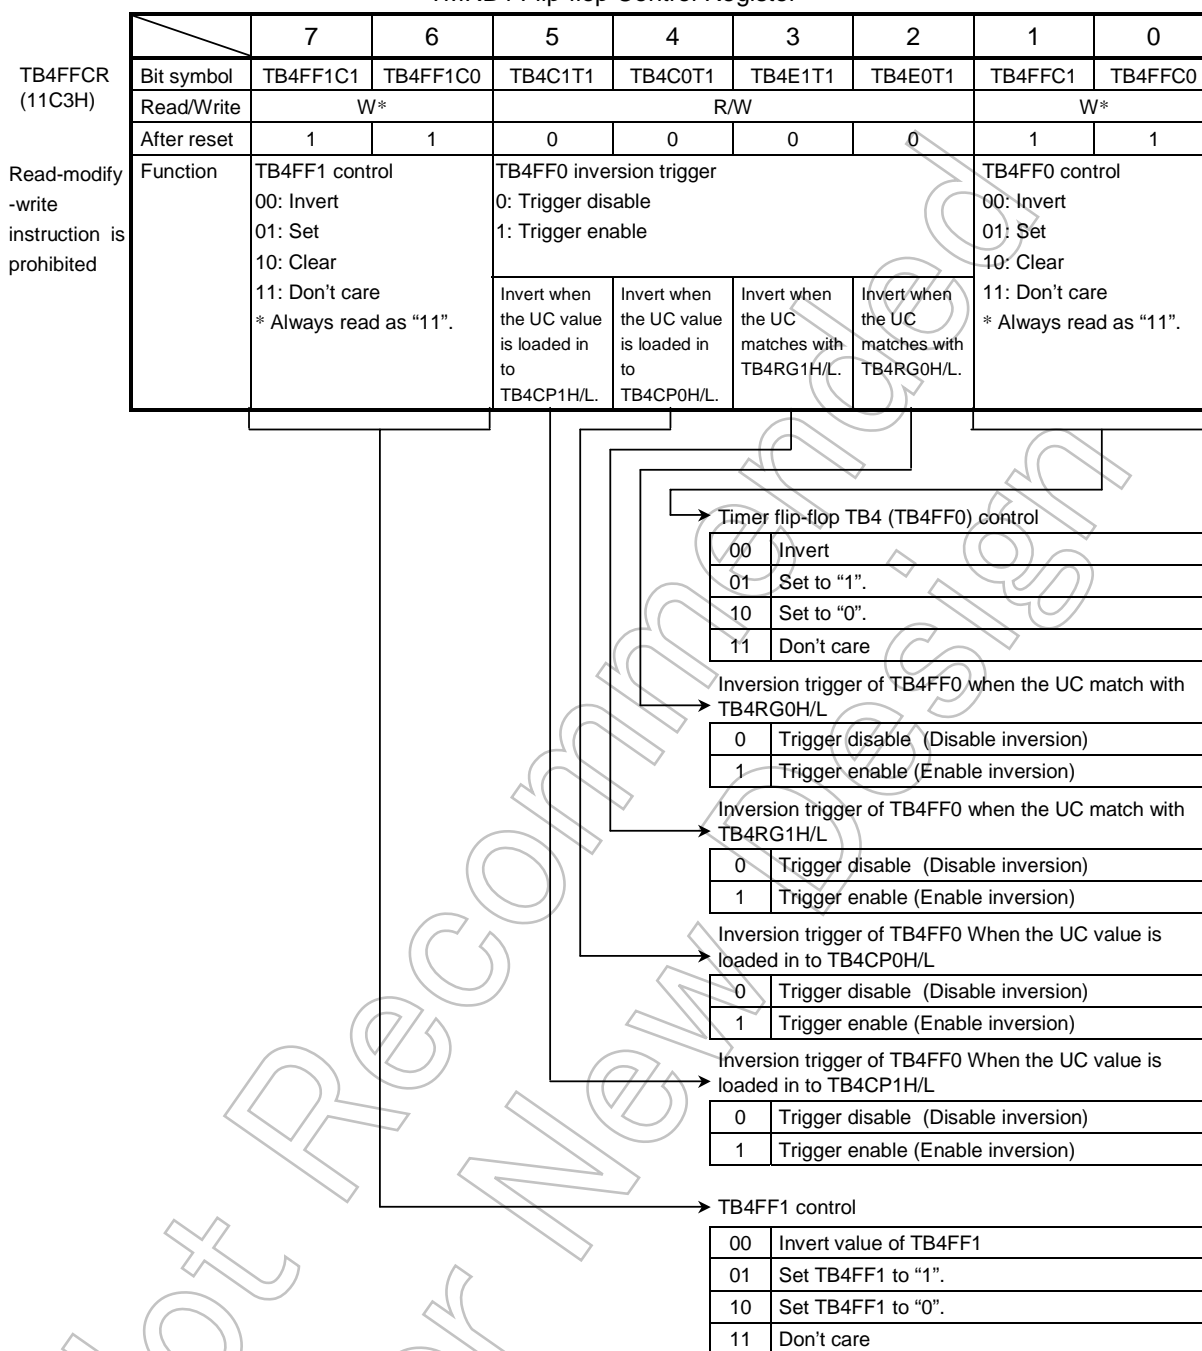 7 6 5 4 3 2 1 0
TB4FFCR
(11C3H)
Bit symbol TB4FF1C1 TB4FF1C0 TB4C1T1 TB4C0T1 TB4E1T1 TB4E0T1 TB4FFC1 TB4FFC0
Read/Write W* R/W W*
After reset 1 1 0 0 0 0 1 1
Read-modify
-write
instruction is
prohibited
Function
TB4FF1 control
00: Invert
01: Set
10: Clear
11: Don’t care
* Always read as “11”.
TB4FF0 inversion trigger
0: Trigger disable
1: Trigger enable
Invert when
the UC value
is loaded in
to
TB4CP1H/L.
Invert when
the UC value
is loaded in
to
TB4CP0H/L.
Invert when
the UC
matches with
TB4RG1H/L.
Invert when
the UC
matches with
TB4RG0H/L.
TB4FF0 control
00: Invert
01: Set
10: Clear
11: Don’t care
* Always read as “11”.
Timer flip-flop TB4 (TB4FF0) control
00 Invert
01 Set to “1”.
10 Set to “0”.
11 Don’t care
Inversion trigger of TB4FF0 when the UC match with
TB4RG0H/L
0 Trigger disable (Disable inversion)
1 Trigger enable (Enable inversion)
Inversion trigger of TB4FF0 when the UC match with
TB4RG1H/L
0 Trigger disable (Disable inversion)
1 Trigger enable (Enable inversion)
Inversion trigger of TB4FF0 When the UC value is
loaded in to TB4CP0H/L
0 Trigger disable (Disable inversion)
1 Trigger enable (Enable inversion)
Inversion trigger of TB4FF0 When the UC value is
loaded in to TB4CP1H/L
0 Trigger disable (Disable inversion)
1 Trigger enable (Enable inversion)
TB4FF1 control
00 Invert value of TB4FF1
01 Set TB4FF1 to “1”.
10 Set TB4FF1 to “0”.
11 Don’t care
Recommended
New Design